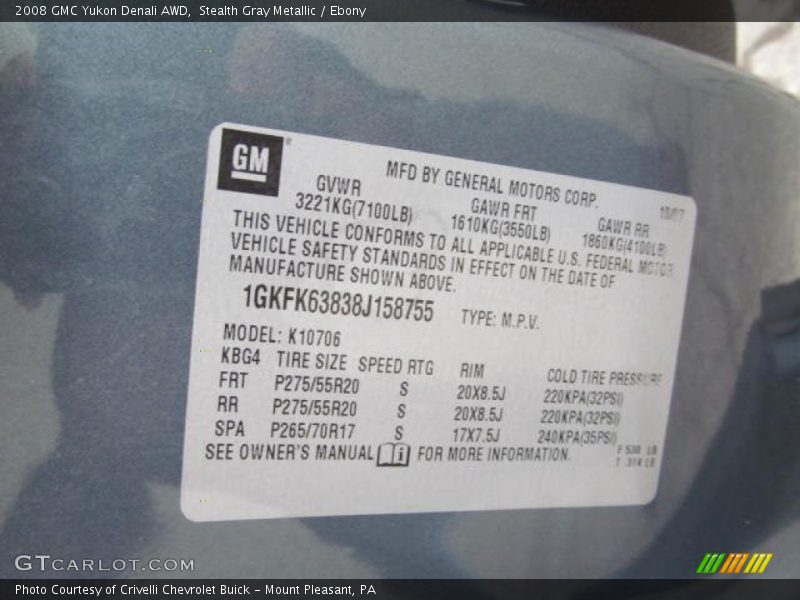 2008 GMC Yukon Denali AWD, Stealth Gray Metallic / Ebony
GM
MFD BY GENERAL MOTORS CORP.
10/07
GVWR GAWR FRT GAWR RR
3221KG(7100LB) 1610KG(3550LB) 1860KG(4100LB)
THIS VEHICLE CONFORMS TO ALL APPLICABLE U.S. FEDERAL MOTOR
VEHICLE SAFETY STANDARDS IN EFFECT ON THE DATE OF
MANUFACTURE SHOWN ABOVE.
1GKFK63838J158755 TYPE: M.P.V.
MODEL: K10706
KBG4 TIRE SIZE SPEED RTG RIM COLD TIRE PRESSURE
FRT P275/55R20 S 20X8.5J 220KPA(32PSI)
RR P275/55R20 S 20X8.5J 220KPA(32PSI)
SPA P265/70R17 S 17X7.5J 240KPA(35PSI)
SEE OWNER'S MANUAL FOR MORE INFORMATION.
GTCARLOT.COM
Photo Courtesy of Crivelli Chevrolet Buick - Mount Pleasant, PA